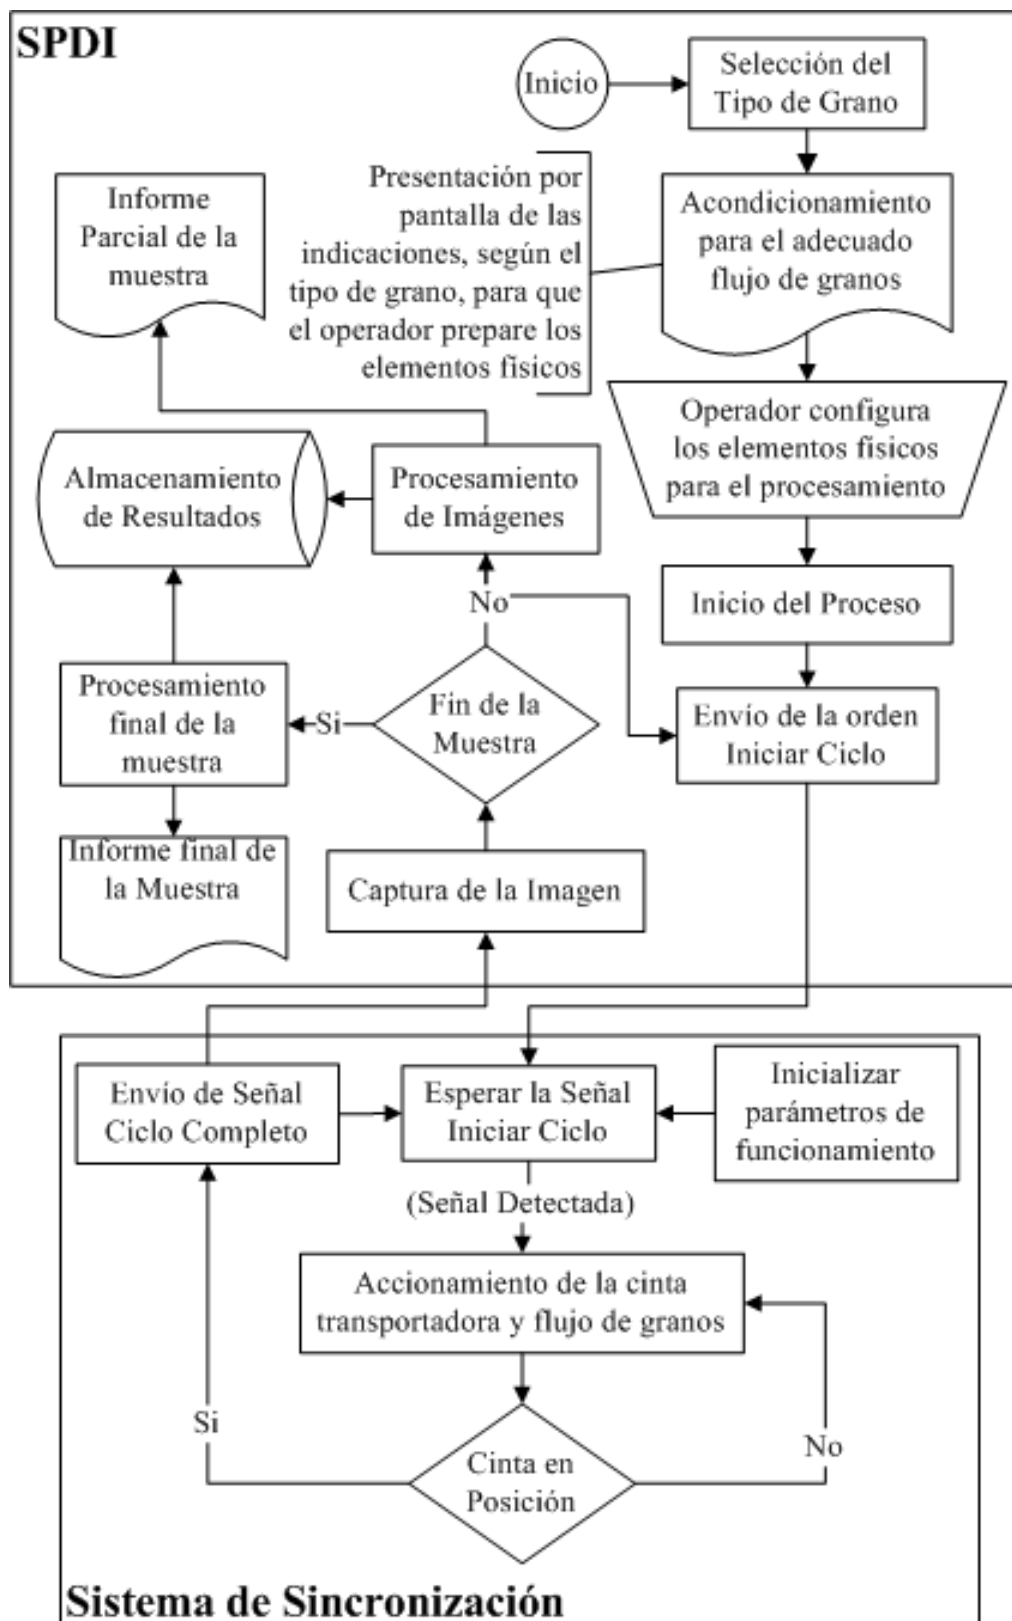 SPDI
Inicio
Selección del
Tipo de Grano
Presentación por
pantalla de las
indicaciones, según el
tipo de grano, para que
el operador prepare los
elementos físicos
Acondicionamiento
para el adecuado
flujo de granos
Informe
Parcial de la
muestra
Operador configura
los elementos físicos
para el procesamiento
Almacenamiento
de Resultados
Procesamiento
de Imágenes
Inicio del Proceso
No
Procesamiento
final de la
muestra
Si
Fin de la
Muestra
Envío de la orden
Iniciar Ciclo
Informe final de
la Muestra
Captura de la Imagen
Envío de Señal
Ciclo Completo
Esperar la Señal
Iniciar Ciclo
Inicializar
parámetros de
funcionamiento
(Señal Detectada)
Accionamiento de la cinta
transportadora y flujo de granos
Si
Cinta en
Posición
No
Sistema de Sincronización